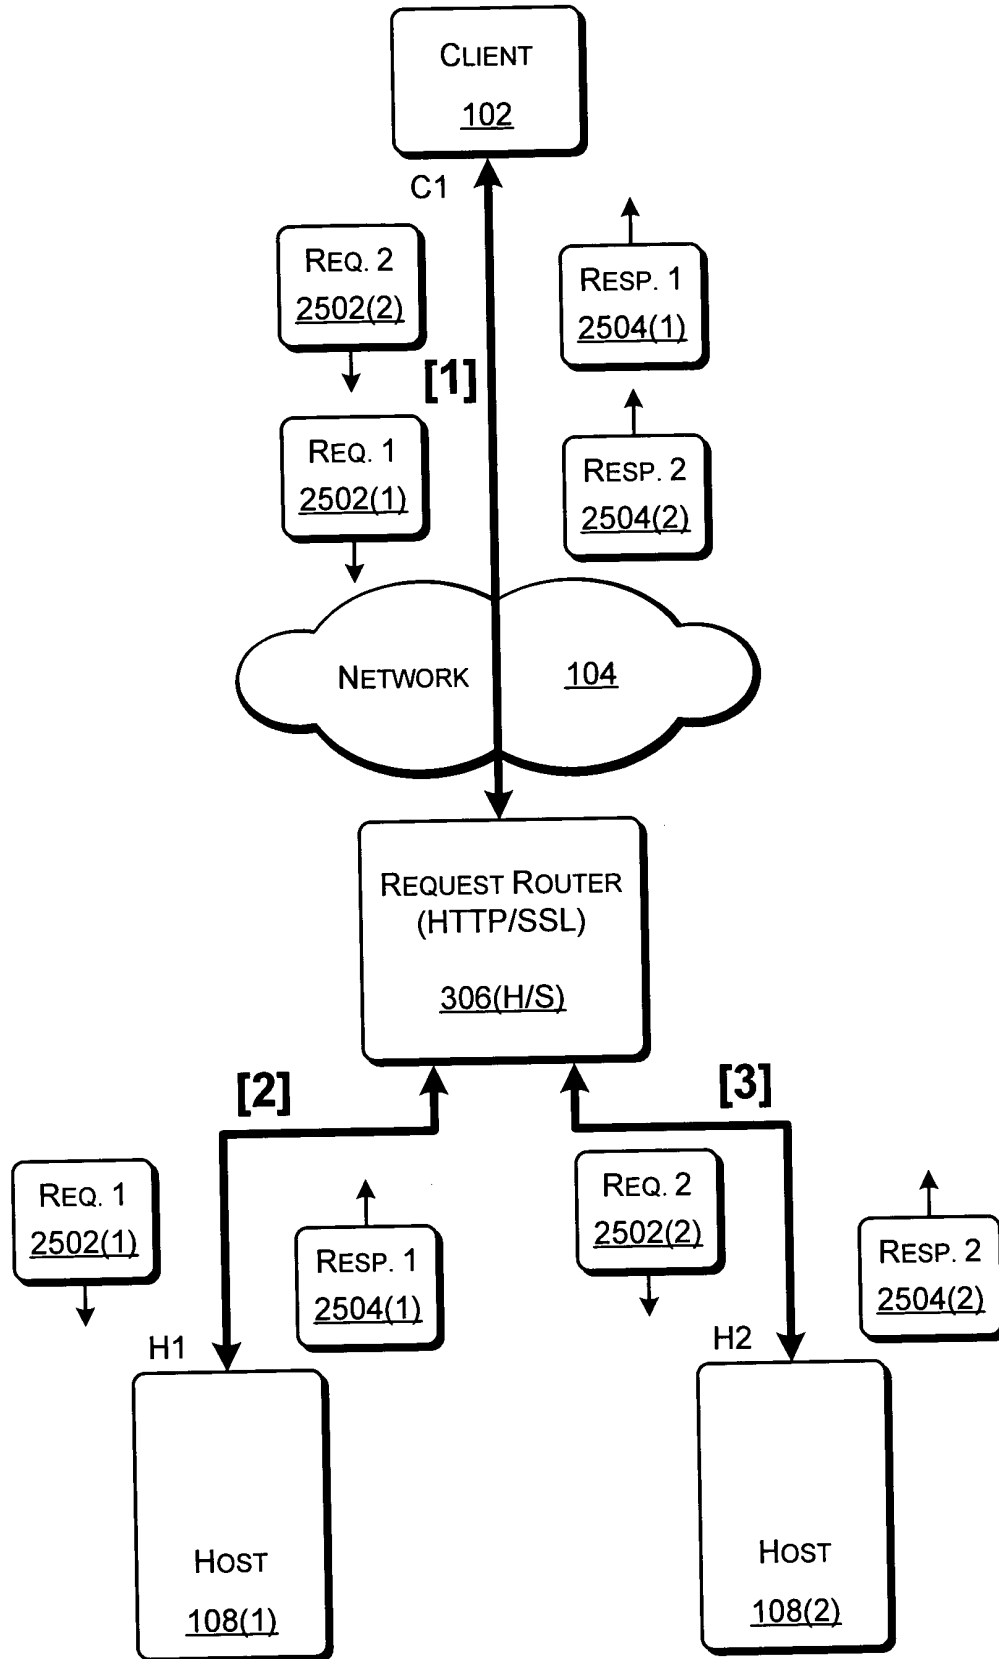 CLIENT
102
C1
REQ. 2
2502(2)
RESP. 1
2504(1)
[1]
REQ. 1
2502(1)
RESP. 2
2504(2)
NETWORK 104
REQUEST ROUTER
(HTTP/SSL)
306(H/S)
[2]
[3]
REQ. 1
2502(1)
RESP. 1
2504(1)
REQ. 2
2502(2)
RESP. 2
2504(2)
H1
H2
HOST
108(1)
HOST
108(2)